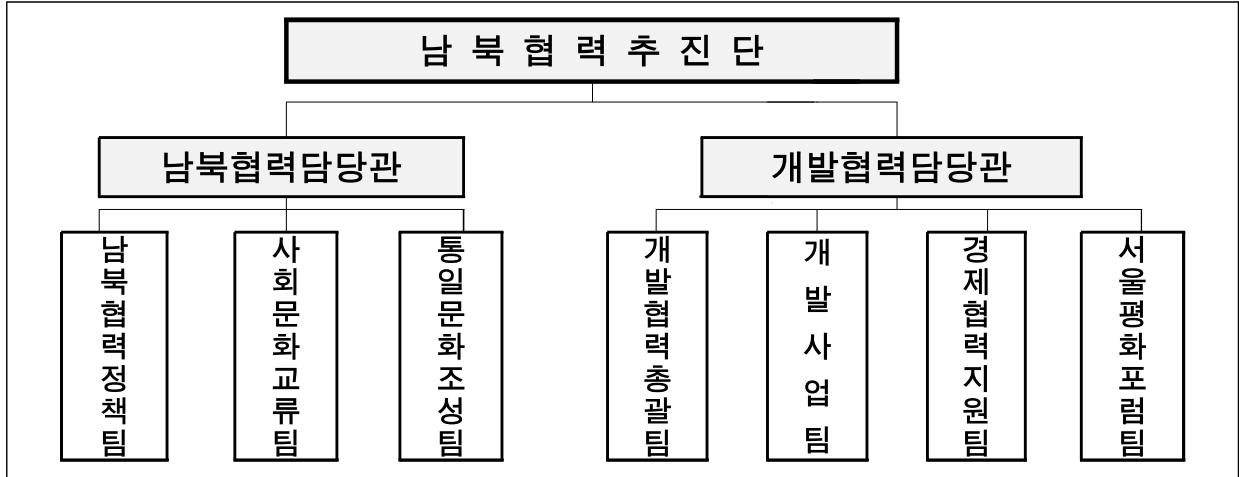 남 북 협 력 추 진 단
남북협력담당관
개발협력담당관
남북협력정책팀
사회문화교류팀
통일문화조성팀
개발협력총괄팀
개발사업팀
경제협력지원팀
서울평화포럼팀